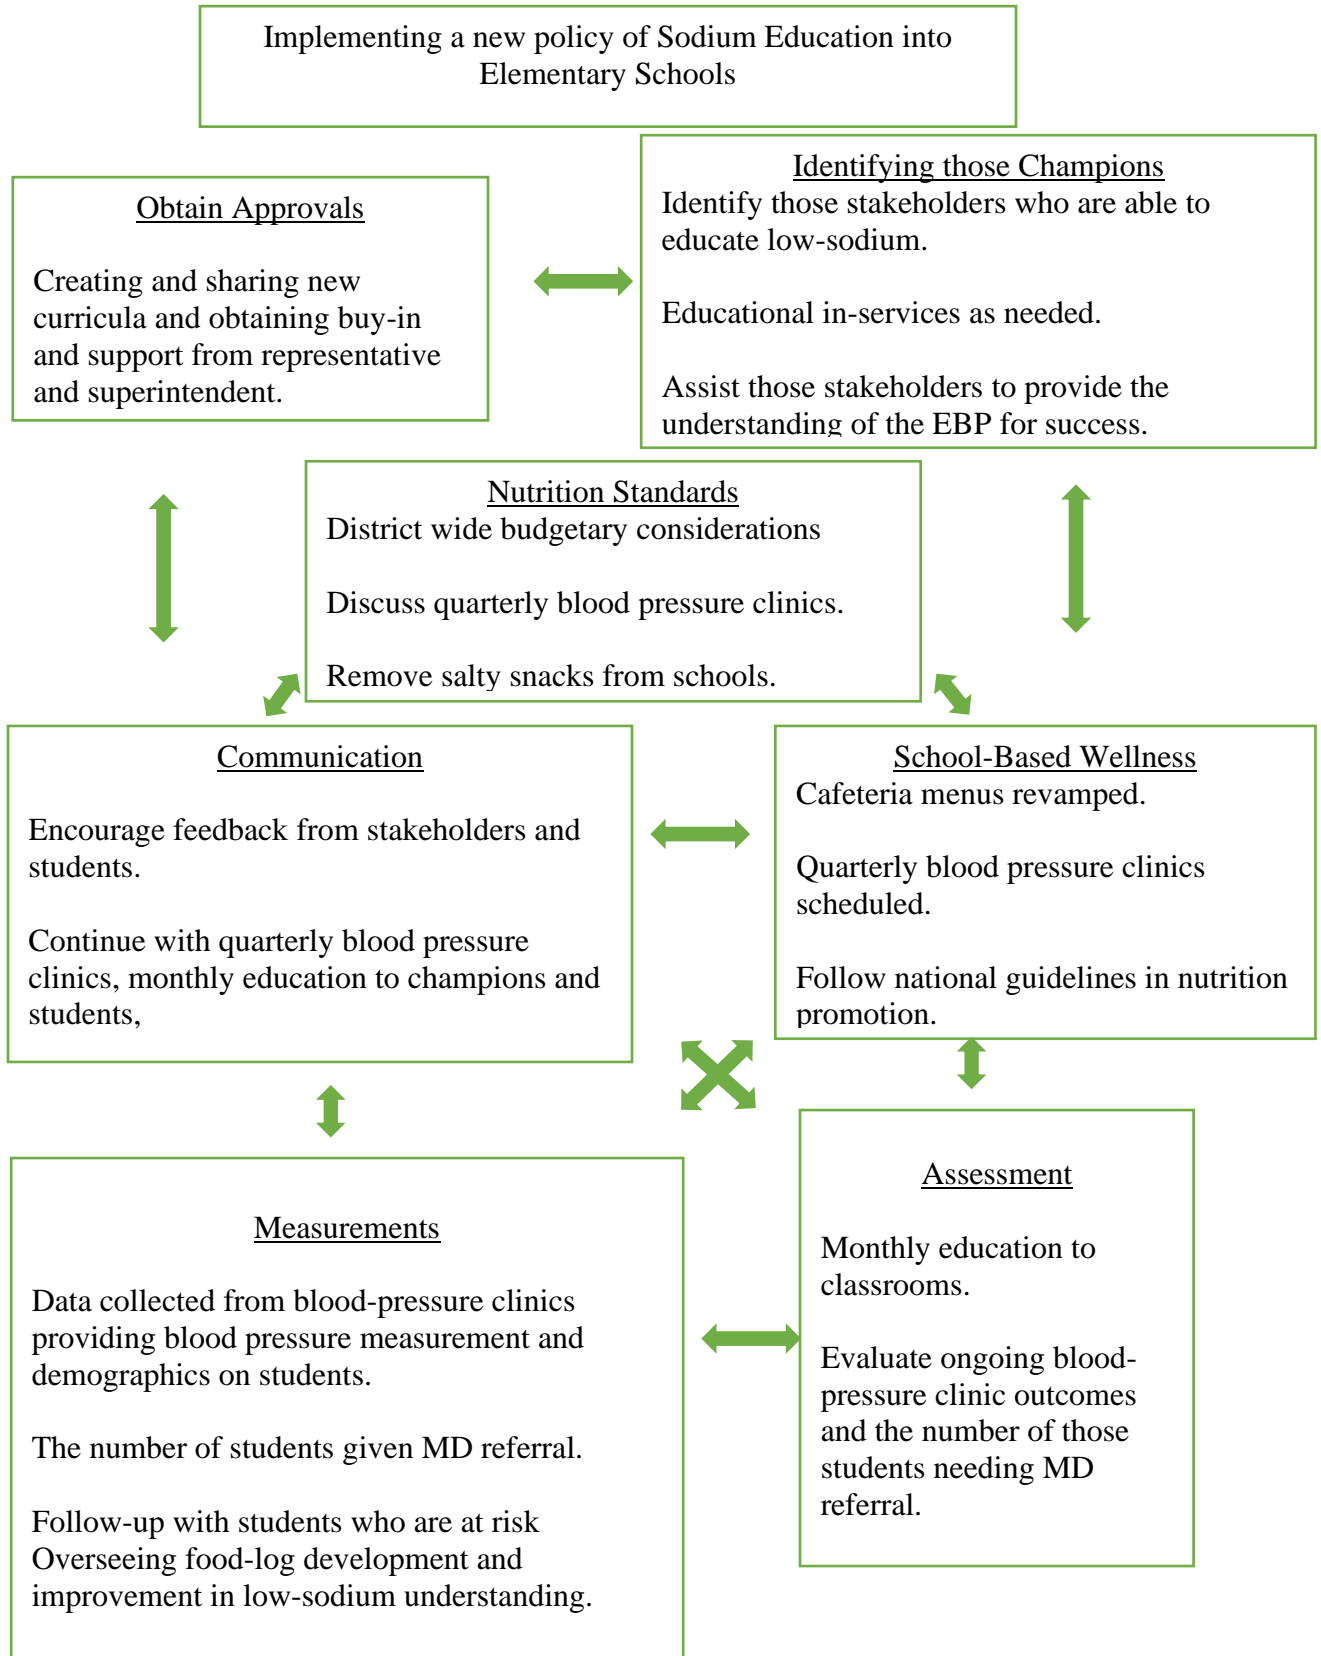 Implementing a new policy of Sodium Education into
Elementary Schools
Obtain Approvals
Creating and sharing new
curricula and obtaining buy-in
and support from representative
and superintendent.
Identifying those Champions
Identify those stakeholders who are able to
educate low-sodium.
Educational in-services as needed.
Assist those stakeholders to provide the
understanding of the EBP for success.
Nutrition Standards
District wide budgetary considerations
Discuss quarterly blood pressure clinics.
Remove salty snacks from schools.
Communication
Encourage feedback from stakeholders and
students.
Continue with quarterly blood pressure
clinics, monthly education to champions and
students,
School-Based Wellness
Cafeteria menus revamped.
Quarterly blood pressure clinics
scheduled.
Follow national guidelines in nutrition
promotion.
Measurements
Data collected from blood-pressure clinics
providing blood pressure measurement and
demographics on students.
The number of students given MD referral.
Follow-up with students who are at risk
Overseeing food-log development and
improvement in low-sodium understanding.
Assessment
Monthly education to
classrooms.
Evaluate ongoing blood-
pressure clinic outcomes
and the number of those
students needing MD
referral.